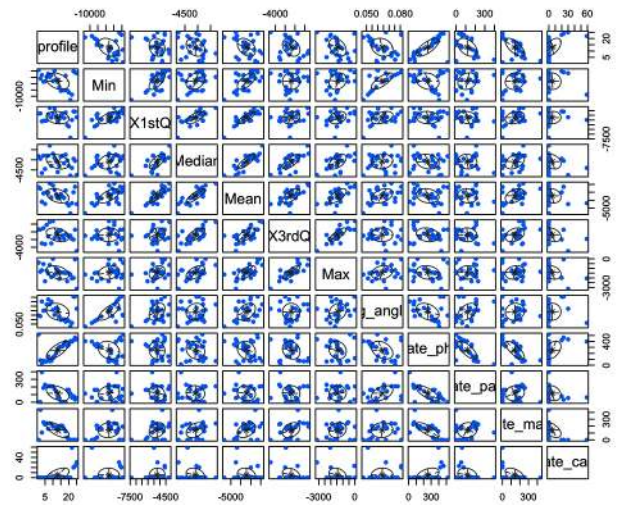 -10000 -4500 -4000 0.050 0.080 0 300 0 30 60
profile 5 20
-10000 Min
X1stQ -7500
-4500 Median
Mean -5000
-4000 X3rdQ
Max -3000 0
0.050 g_angl
ate_ph 0 400
0 300 ate_pa
te_ma 0 300
0 40 ate_ca
5 20 -7500 -4500 -5000 -3000 0 0 300 0 300